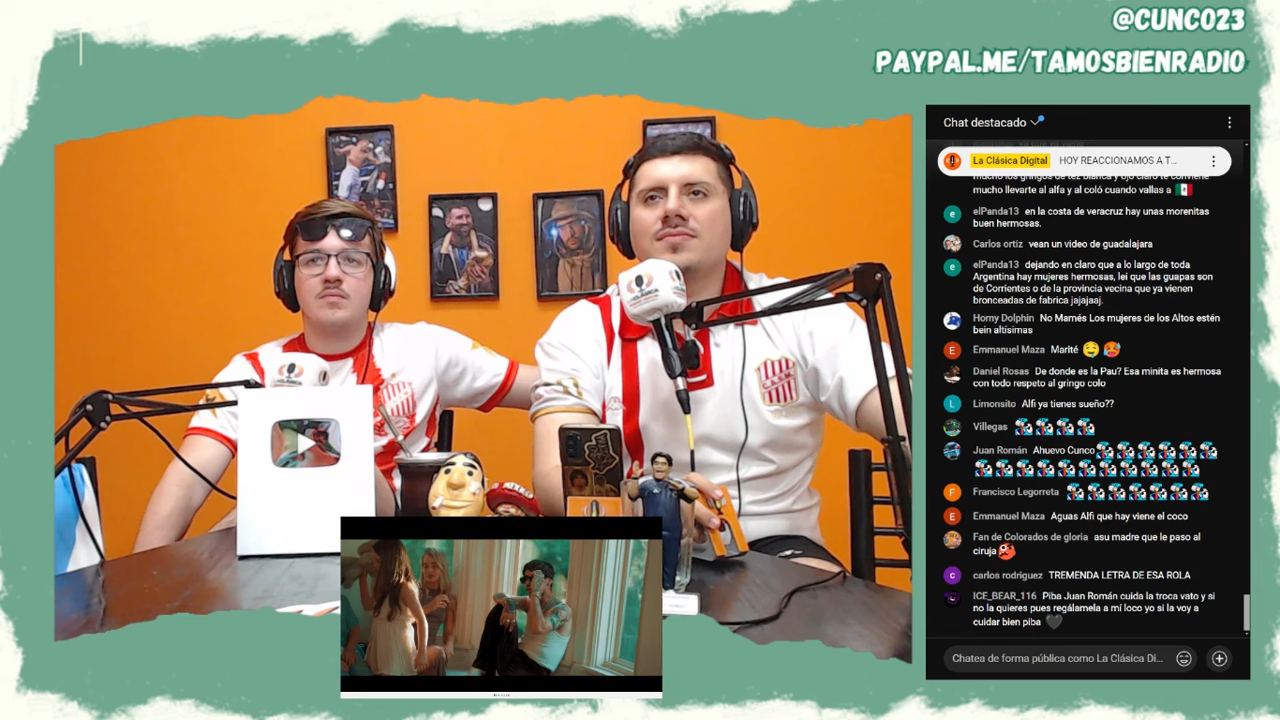 @CUNCO23
PAYPAL.ME/TAMOSBIENRADIO
Chat destacado
La Clásica Digital HOY REACCIONAMOS A T...
mucho los gringos de tez blanca y ojo claro te conviene
mucho llevarte al alfa y al coló cuando vallas a 🇲🇽
elPanda13 en la costa de veracruz hay unas morenitas
buen hermosas.
Carlos ortiz vean un video de guadalajara
elPanda13 dejando en claro que a lo largo de toda
Argentina hay mujeres hermosas, leí que las guapas son
de Corrientes o de la provincia vecina que ya vienen
bronceadas de fabrica jajajaaj.
Horny Dolphin No Mamés Los mujeres de los Altos estén
bein altísimas
Emmanuel Maza Marité 🤤 🥵
Daniel Rosas De donde es la Pau? Esa minita es hermosa
con todo respeto al gringo colo
Limonsito Alfi ya tienes sueño??
Villegas
Juan Román Ahuevo Cunco
Francisco Legorreta
Emmanuel Maza Aguas Alfi que hay viene el coco
Fan de Colorados de gloria asu madre que le paso al
ciruja
carlos rodríguez TREMENDA LETRA DE ESA ROLA
ICE_BEAR_116 Piba Juan Román cuida la troca vato y si
no la quieres pues regálamela a mí loco yo si la voy a
cuidar bien piba 🖤
Chatea de forma pública como La Clásica Di...
C.A.S.C.